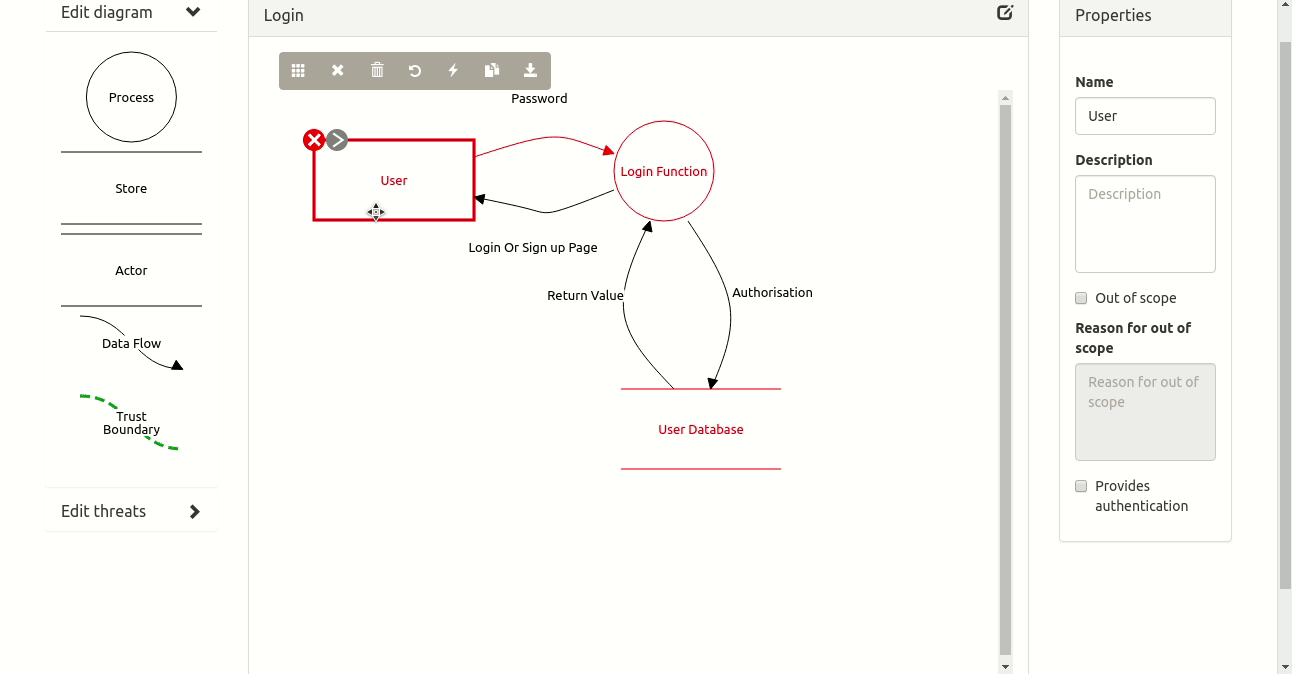 Edit diagram
Process
Store
Actor
Data Flow
Trust
Boundary
Edit threats
Login
Password
User
Login Function
Login Or Sign up Page
Return Value
Authorisation
User Database
Properties
Name
User
Description
Description
Out of scope
Reason for out of
scope
Reason for out of
scope
Provides
authentication